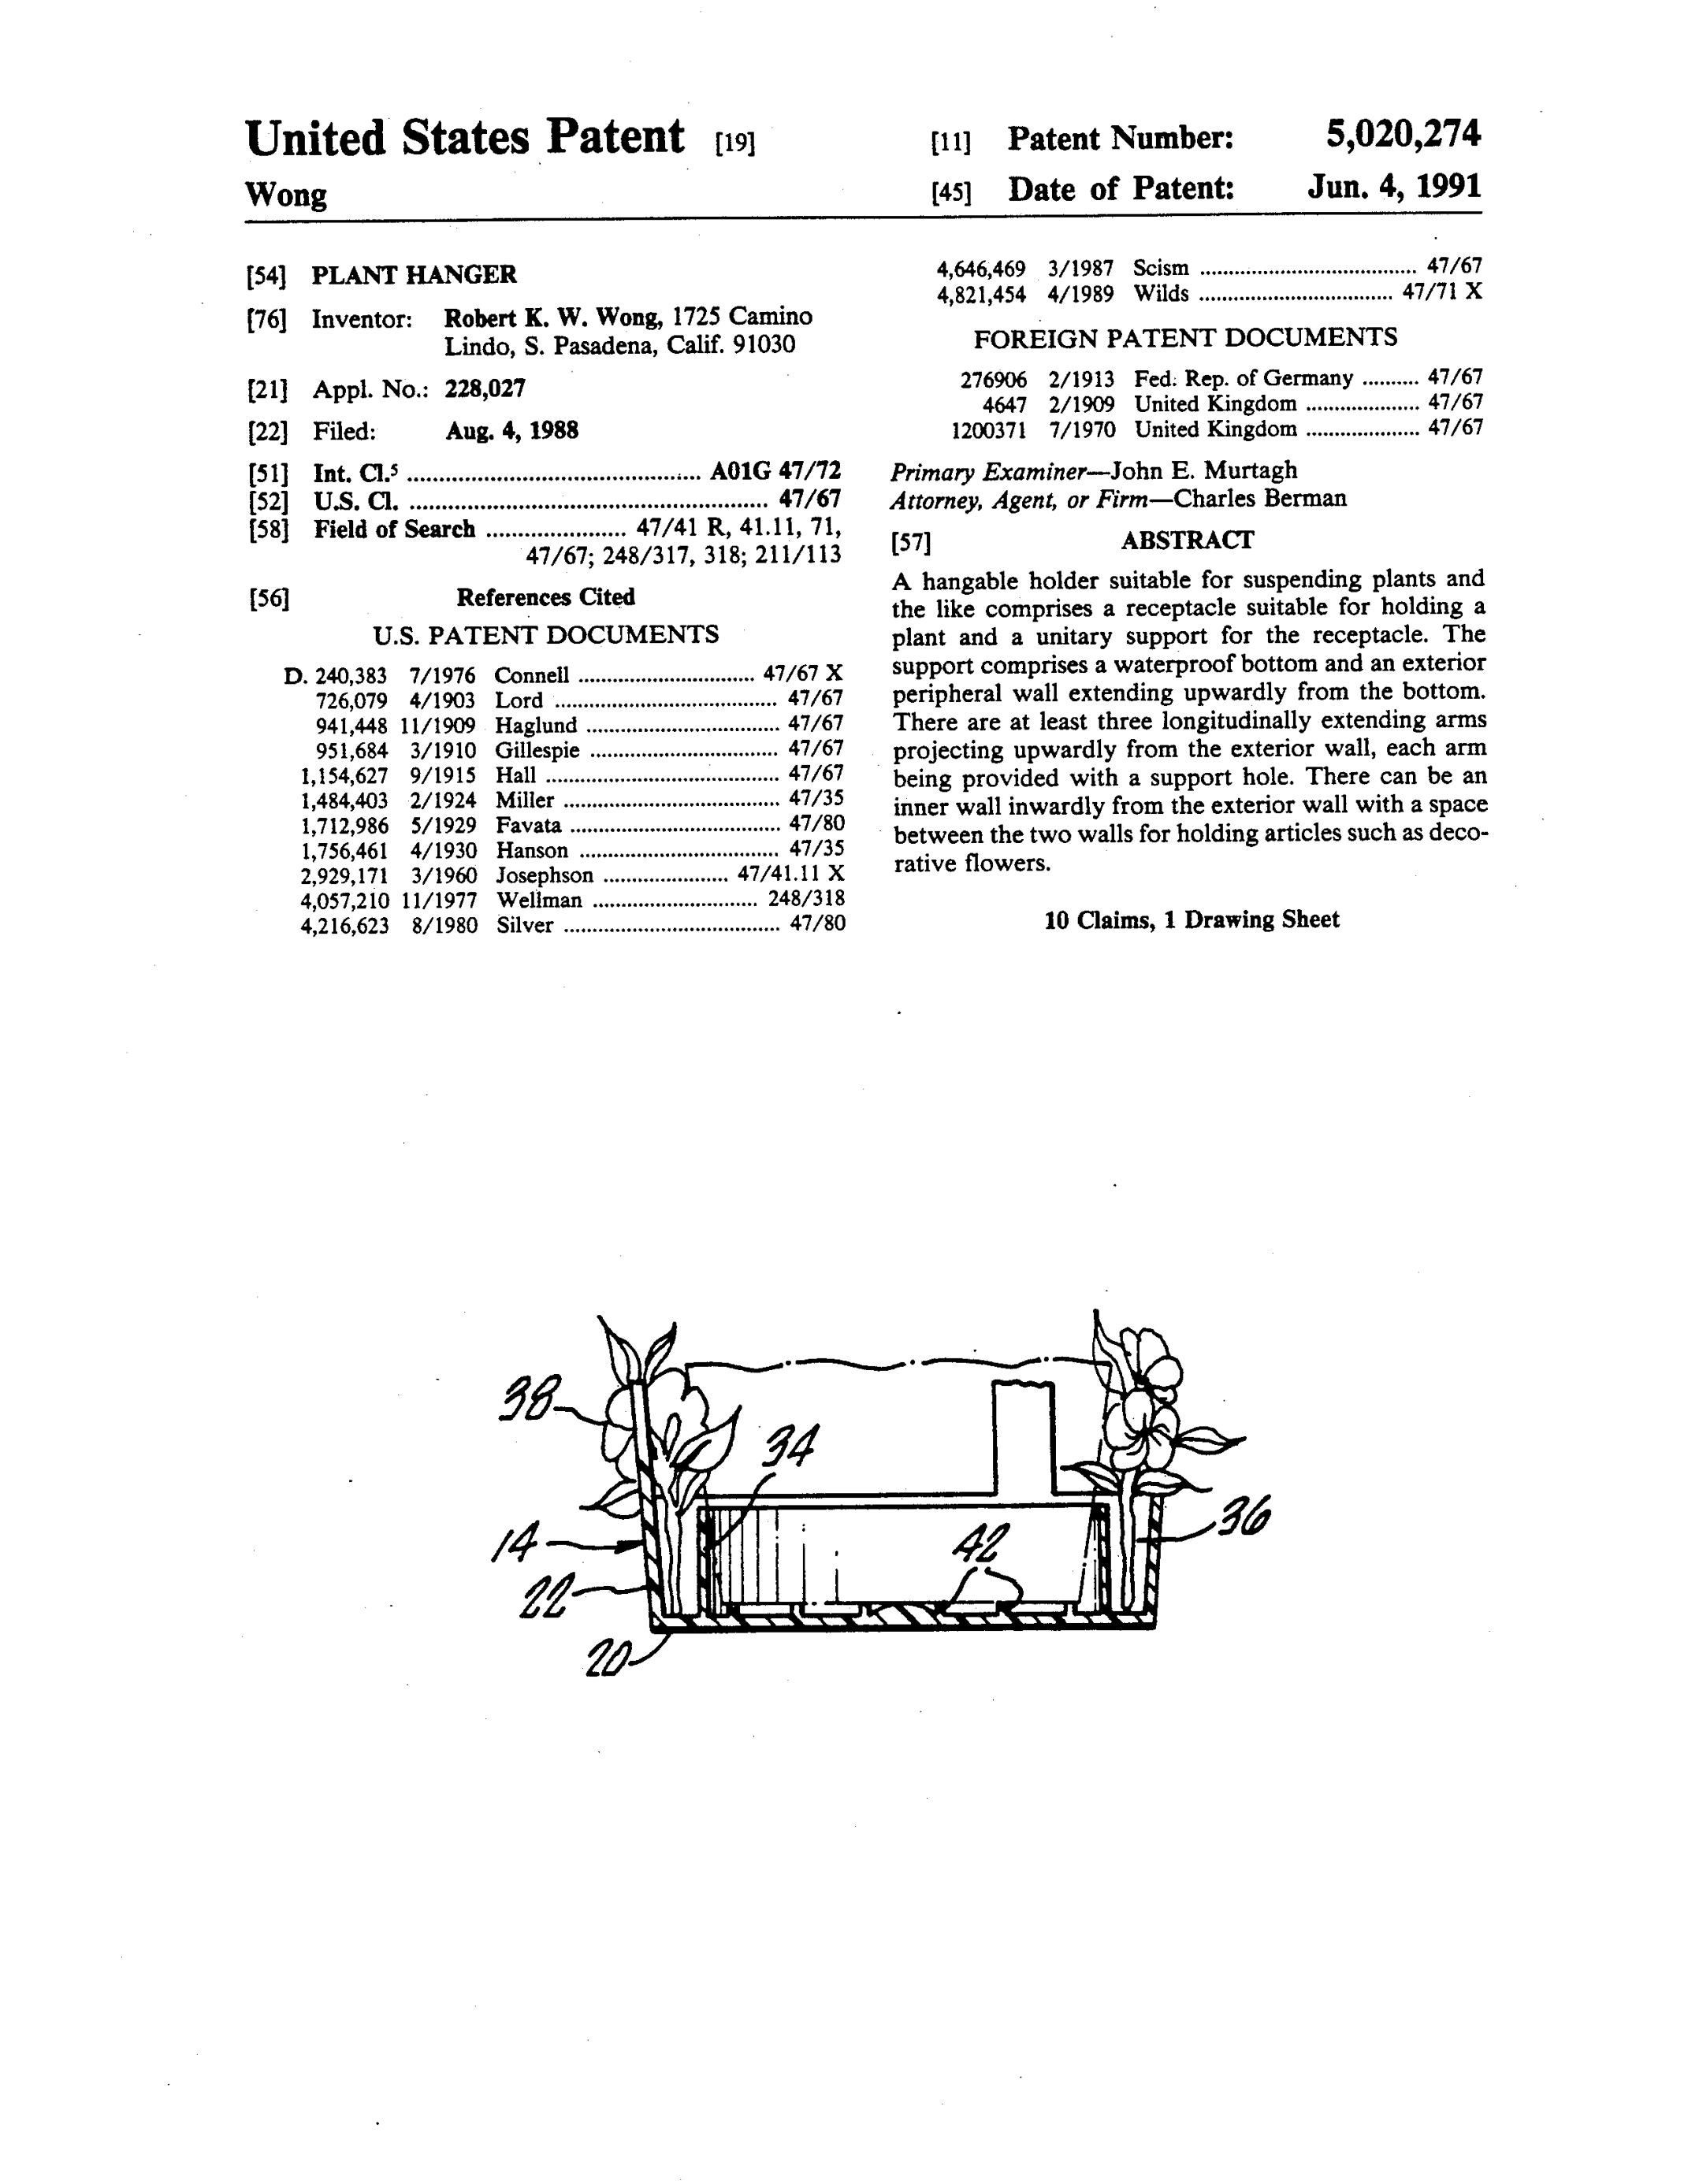 United States Patent [19]
Wong
[11] Patent Number: 5,020,274
[45] Date of Patent: Jun. 4, 1991
[54] PLANT HANGER
[76] Inventor: Robert K. W. Wong, 1725 Camino
Lindo, S. Pasadena, Calif. 91030
[21] Appl. No.: 228,027
[22] Filed: Aug. 4, 1988
[51] Int. Cl.⁵ ............................................. A01G 47/72
[52] U.S. Cl. ........................................................ 47/67
[58] Field of Search ...................... 47/41 R, 41.11, 71,
47/67; 248/317, 318; 211/113
[56] References Cited
U.S. PATENT DOCUMENTS
D. 240,383 7/1976 Connell ............................... 47/67 X
726,079 4/1903 Lord ....................................... 47/67
941,448 11/1909 Haglund .................................. 47/67
951,684 3/1910 Gillespie ................................. 47/67
1,154,627 9/1915 Hall ......................................... 47/67
1,484,403 2/1924 Miller ...................................... 47/35
1,712,986 5/1929 Favata ..................................... 47/80
1,756,461 4/1930 Hanson ................................... 47/35
2,929,171 3/1960 Josephson ...................... 47/41.11 X
4,057,210 11/1977 Wellman ............................. 248/318
4,216,623 8/1980 Silver ...................................... 47/80
4,646,469 3/1987 Scism ...................................... 47/67
4,821,454 4/1989 Wilds .................................. 47/71 X
FOREIGN PATENT DOCUMENTS
276906 2/1913 Fed. Rep. of Germany .......... 47/67
4647 2/1909 United Kingdom .................... 47/67
1200371 7/1970 United Kingdom .................... 47/67
Primary Examiner—John E. Murtagh
Attorney, Agent, or Firm—Charles Berman
[57] ABSTRACT
A hangable holder suitable for suspending plants and
the like comprises a receptacle suitable for holding a
plant and a unitary support for the receptacle. The
support comprises a waterproof bottom and an exterior
peripheral wall extending upwardly from the bottom.
There are at least three longitudinally extending arms
projecting upwardly from the exterior wall, each arm
being provided with a support hole. There can be an
inner wall inwardly from the exterior wall with a space
between the two walls for holding articles such as deco-
rative flowers.
10 Claims, 1 Drawing Sheet
38
34
14
42
36
22
20